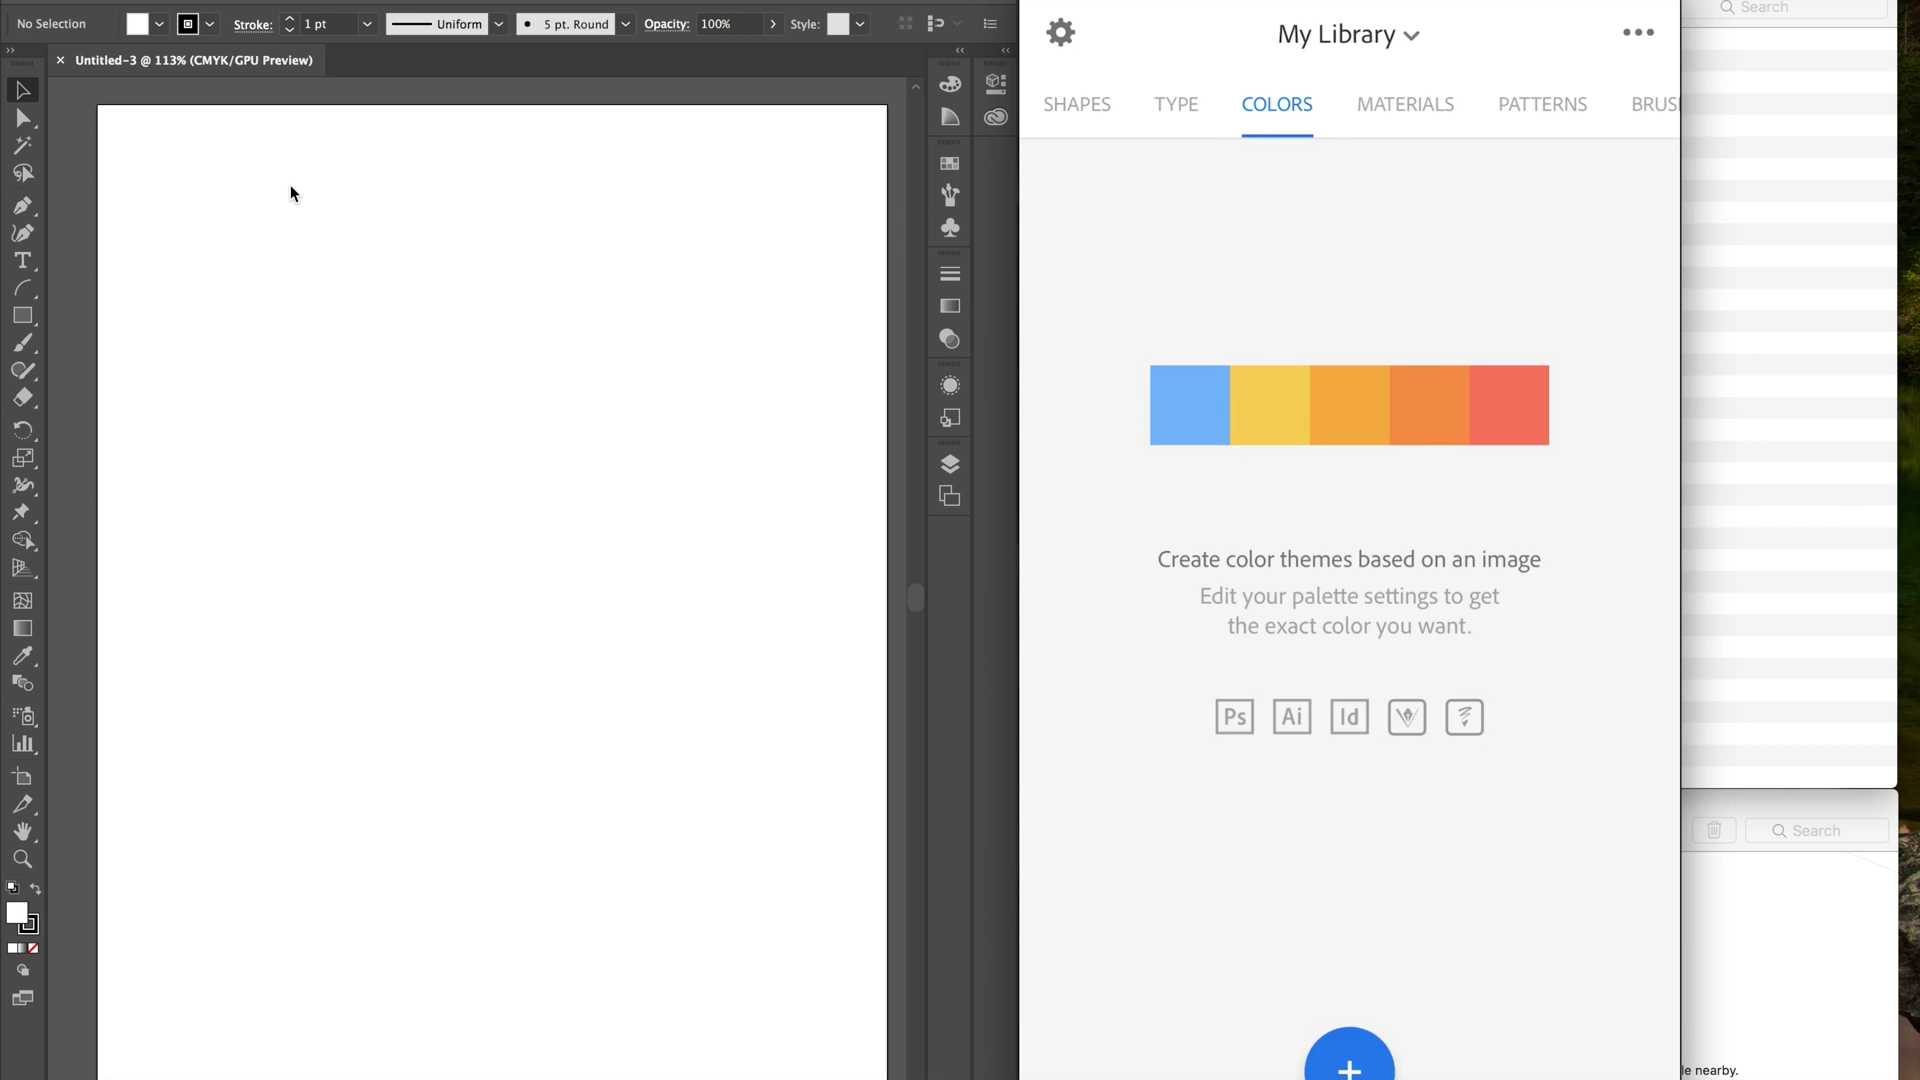 No Selection
Stroke: 1 pt
Uniform
5 pt. Round
Opacity: 100%
Style:
Untitled-3 @ 113% (CMYK/GPU Preview)
My Library
SHAPES TYPE COLORS MATERIALS PATTERNS BRUS
Create color themes based on an image
Edit your palette settings to get
the exact color you want.
Ps Ai Id
Search
Search
le nearby.